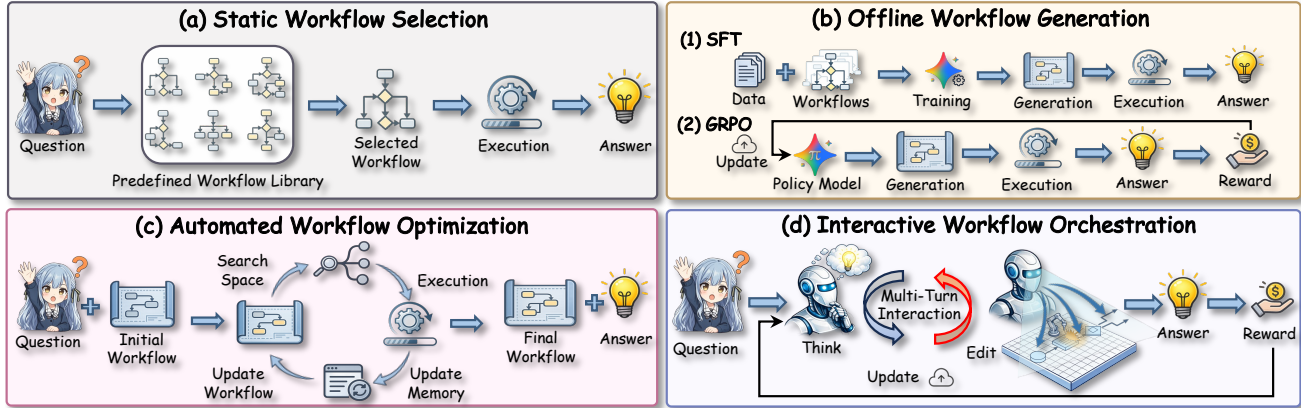 (a) Static Workflow Selection
Question
Predefined Workflow Library
Selected
Workflow
Execution
Answer
(b) Offline Workflow Generation
(1) SFT
Data
Workflows
Training
Generation
Execution
Answer
(2) GRPO
Update
π
Policy Model
Generation
Execution
Answer
Reward
(c) Automated Workflow Optimization
Question
Initial
Workflow
Search
Space
Execution
Update
Memory
Update
Workflow
Final
Workflow
Answer
(d) Interactive Workflow Orchestration
Question
Think
Multi-Turn
Interaction
Edit
Answer
Reward
Update